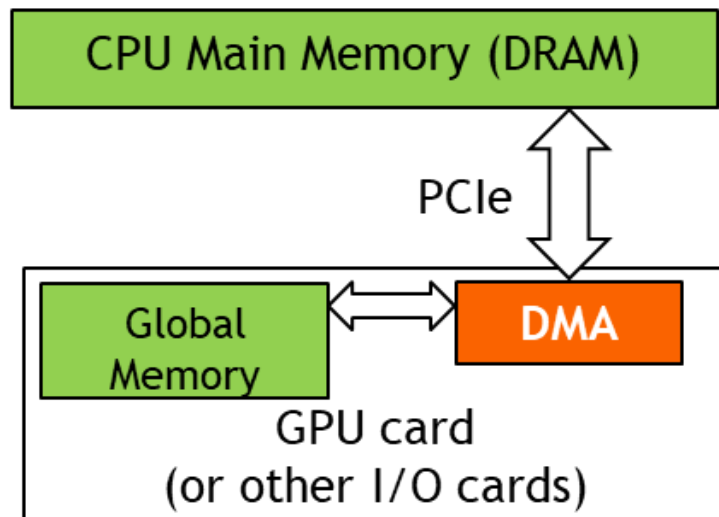 CPU Main Memory (DRAM)
PCIe
Global
Memory
DMA
GPU card
(or other I/O cards)